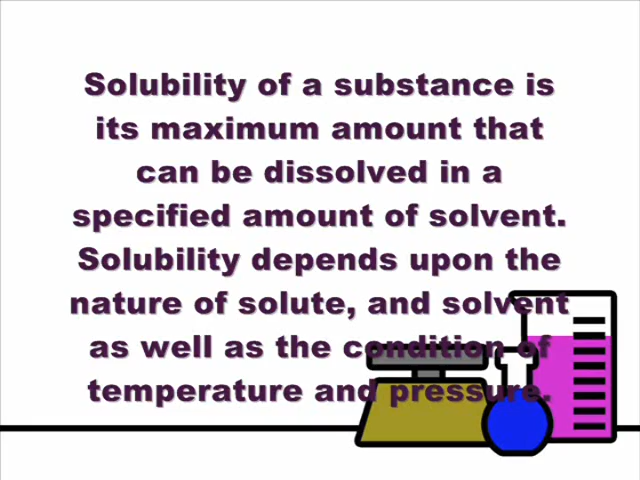 Solubility of a substance is
its maximum amount that
can be dissolved in a
specified amount of solvent.
Solubility depends upon the
nature of solute, and solvent
as well as the condition of
temperature and pressure.